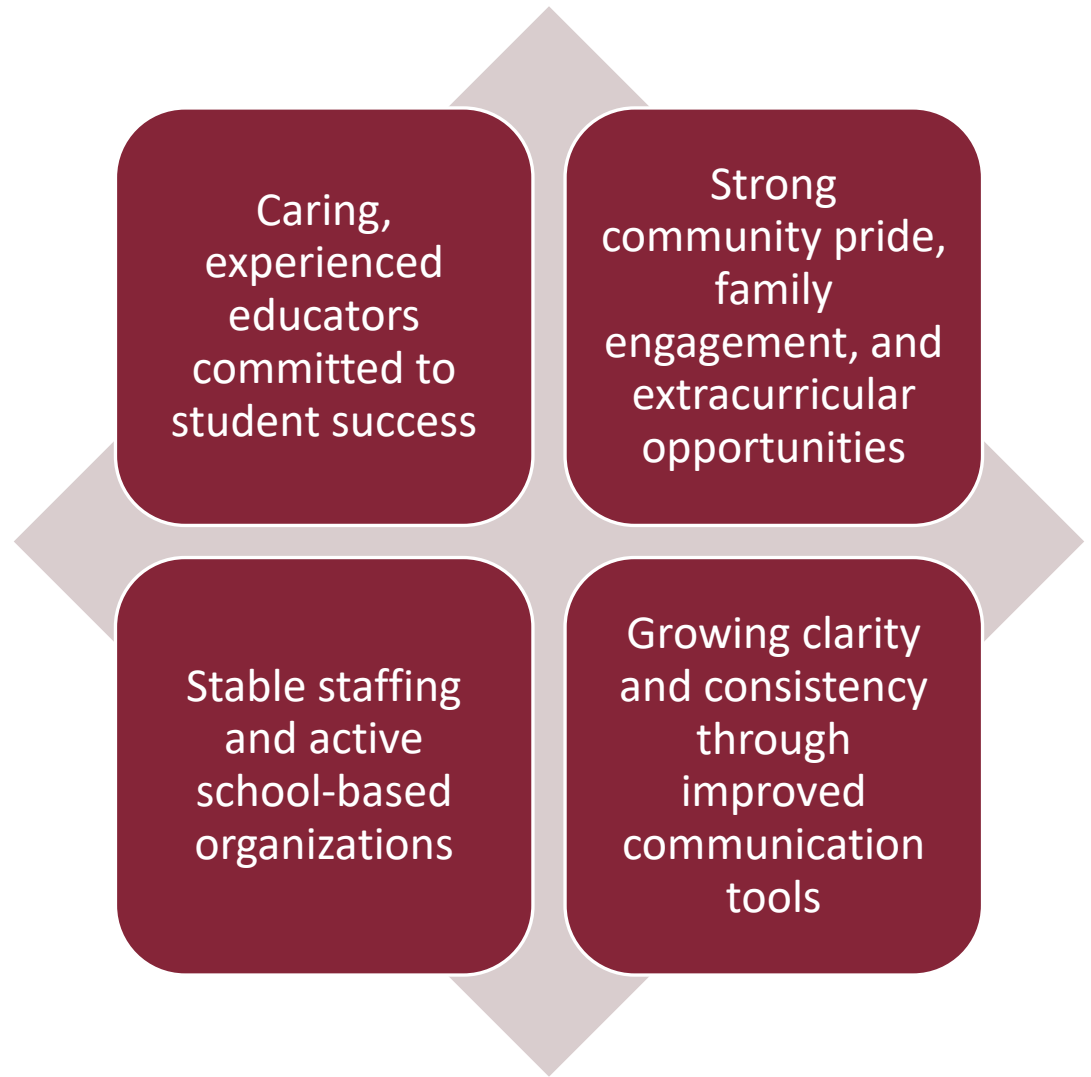 Caring,
experienced
educators
committed to
student success
Strong
community pride,
family
engagement, and
extracurricular
opportunities
Stable staffing
and active
school-based
organizations
Growing clarity
and consistency
through
improved
communication
tools